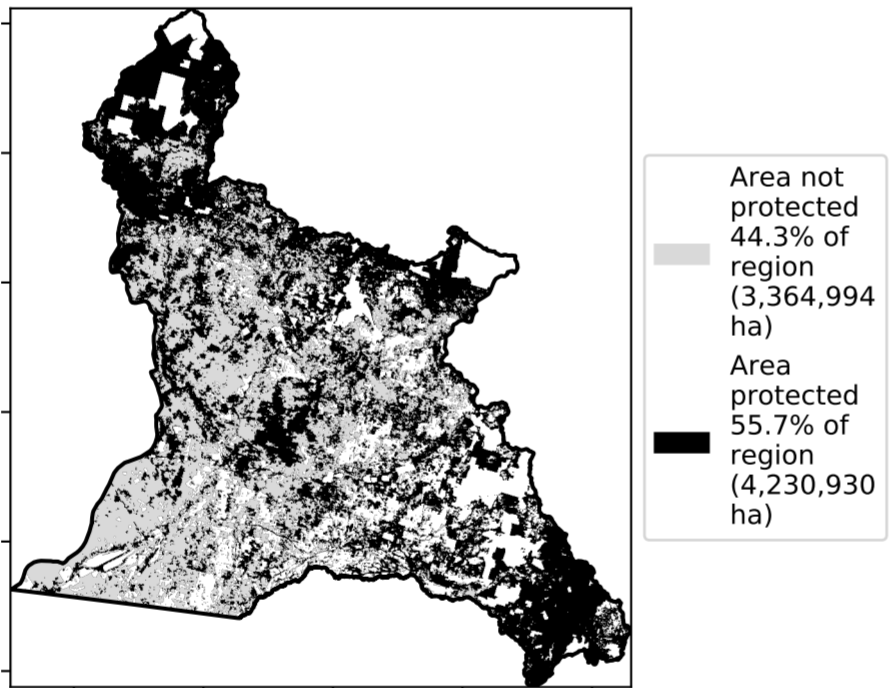 Area not
protected
44.3% of
region
(3,364,994
ha)
Area
protected
55.7% of
region
(4,230,930
ha)